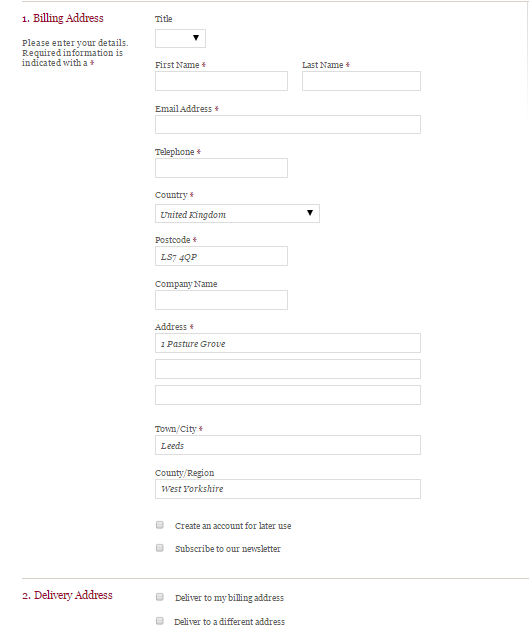 1. Billing Address
Please enter your details.
Required information is
indicated with a *
Title
First Name *
Last Name *
Email Address *
Telephone *
Country *
United Kingdom
Postcode *
LS7 4QP
Company Name
Address *
1 Pasture Grove
Town/City *
Leeds
County/Region
West Yorkshire
Create an account for later use
Subscribe to our newsletter
2. Delivery Address
Deliver to my billing address
Deliver to a different address